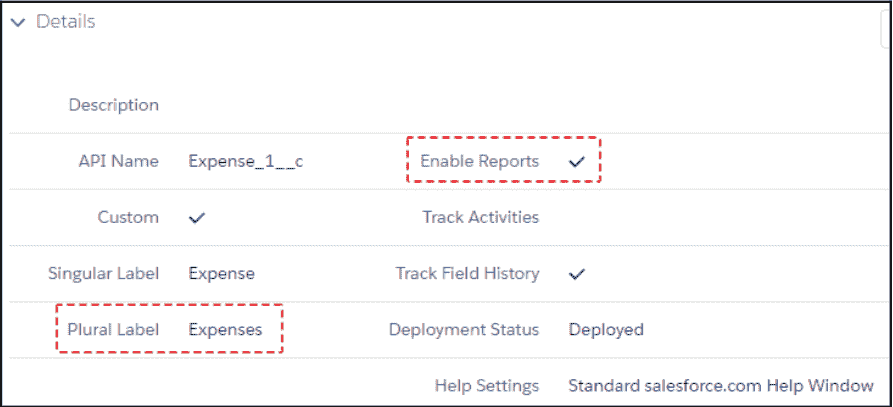 Details
Description
API Name Expense_1__c Enable Reports
Custom Track Activities
Singular Label Expense Track Field History
Plural Label Expenses Deployment Status Deployed
Help Settings Standard salesforce.com Help Window